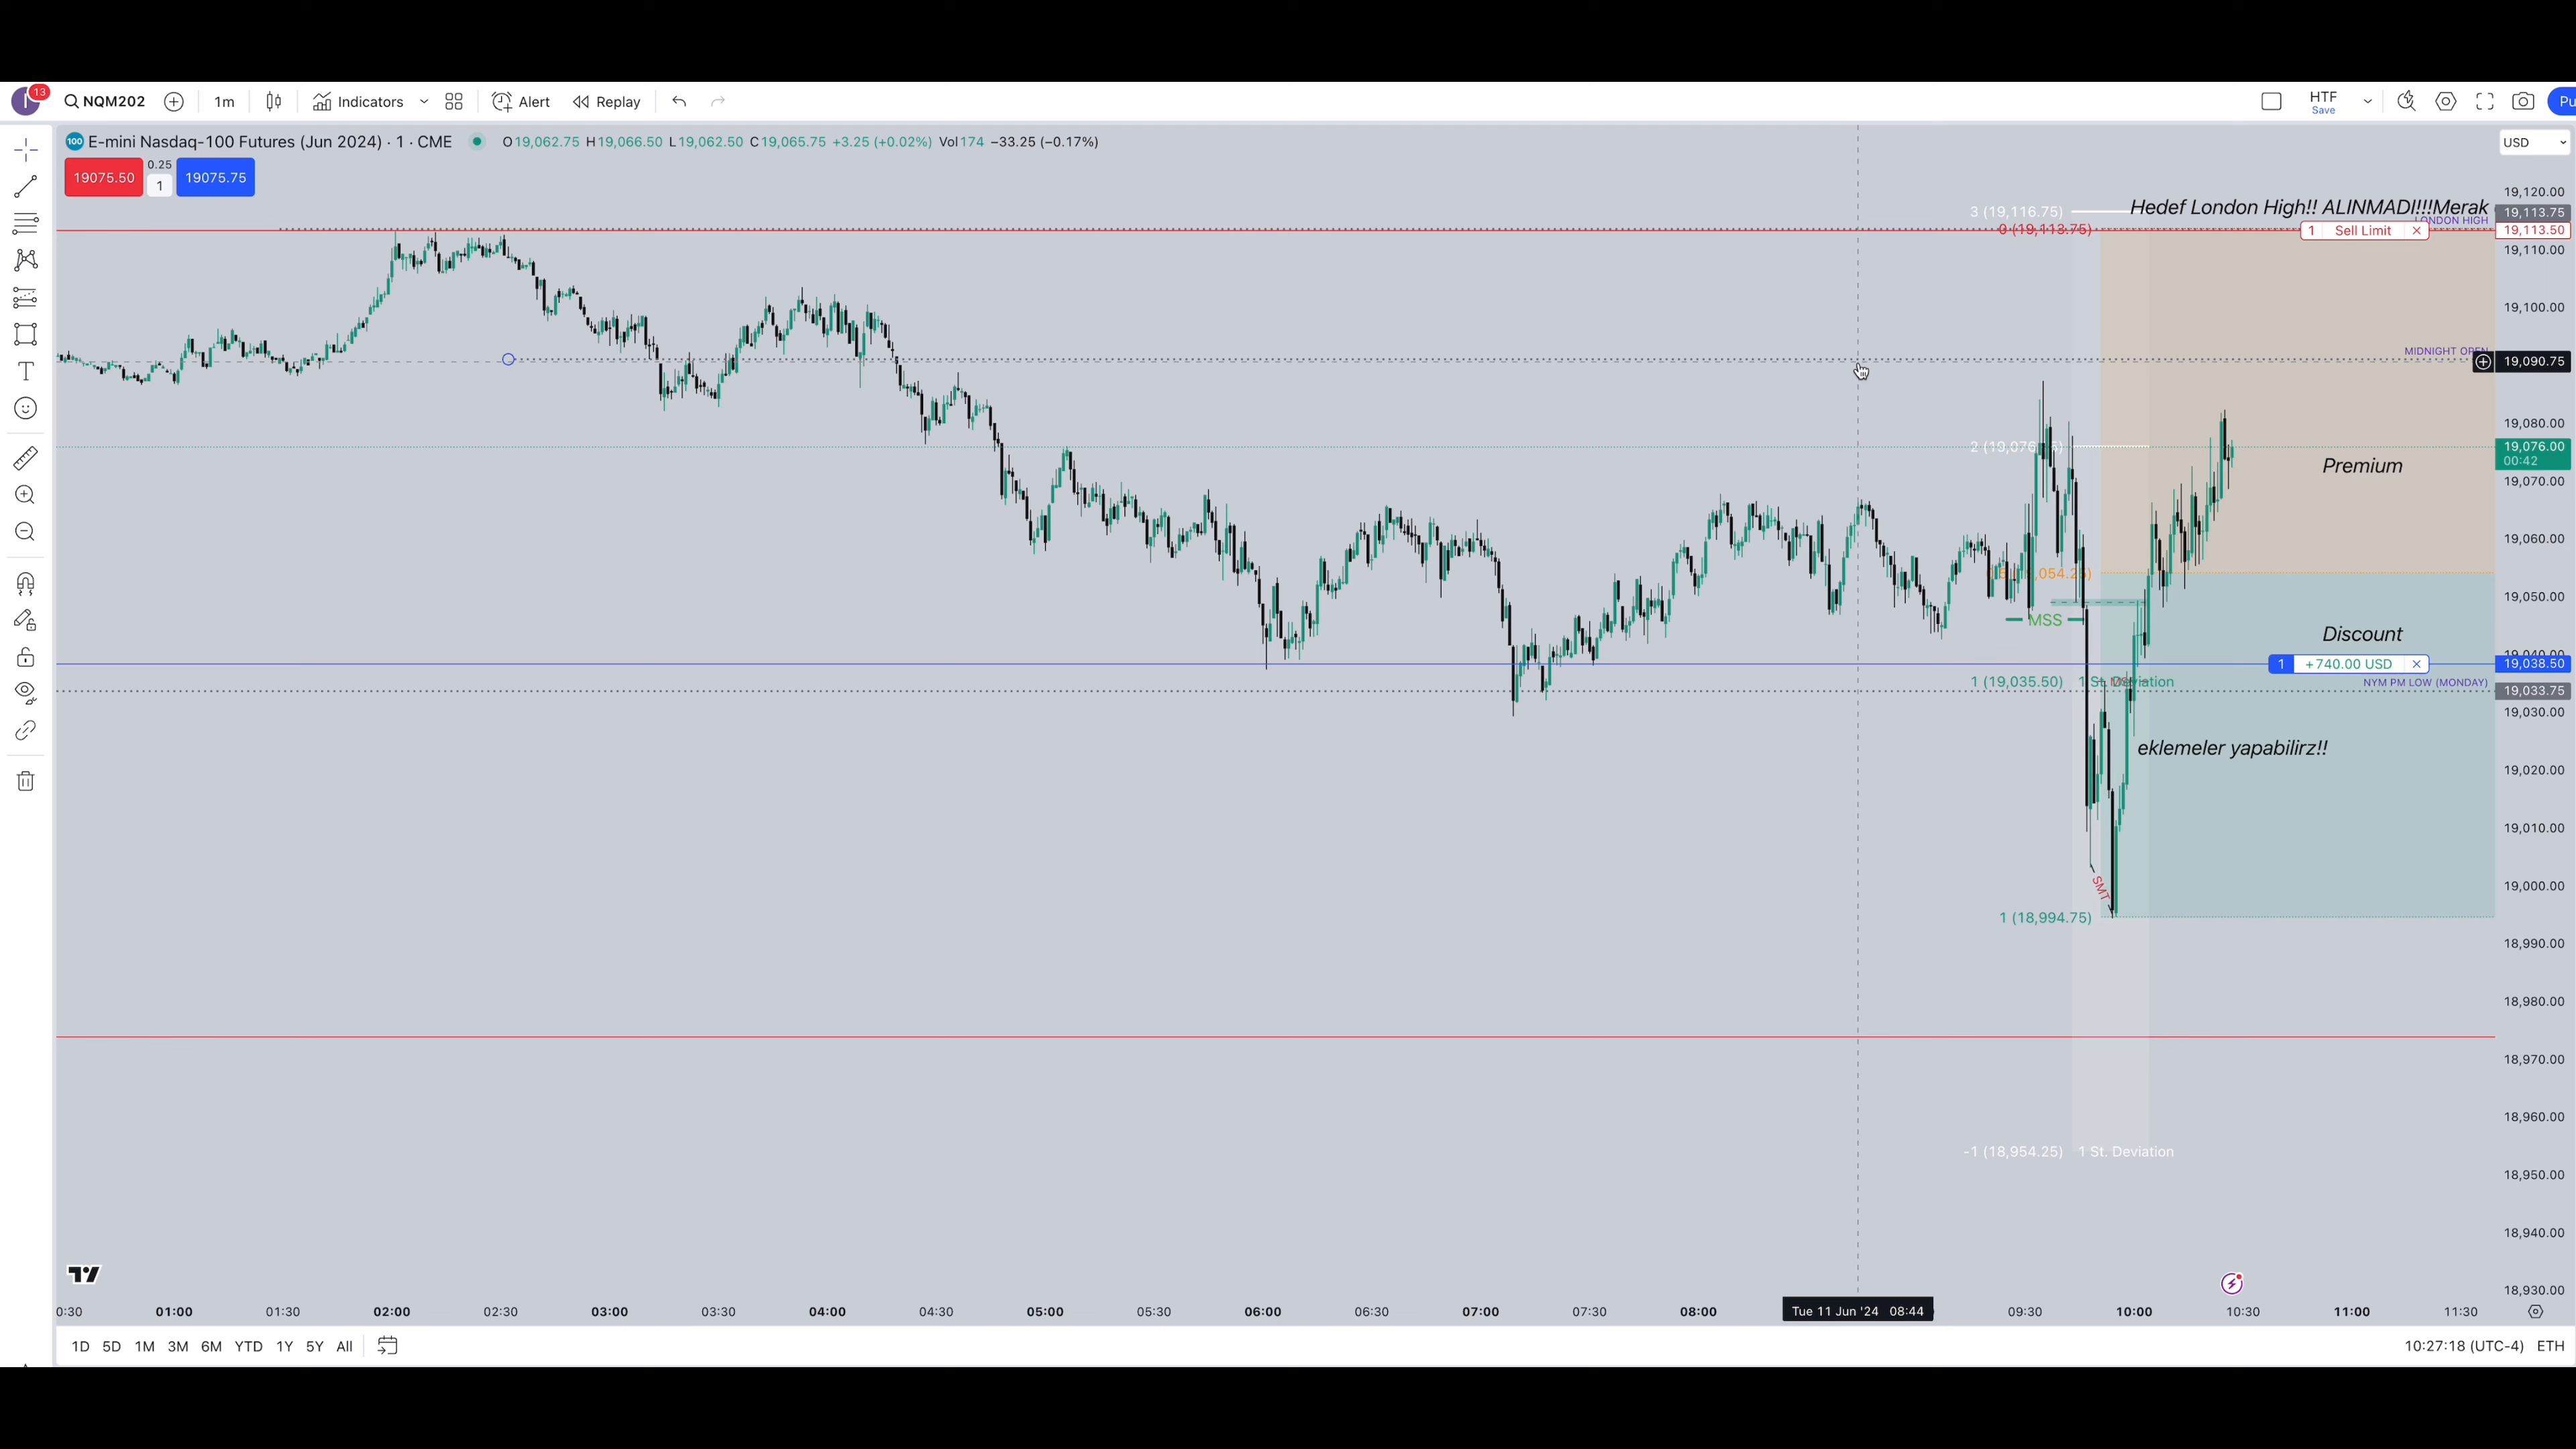 13 NQM202 1m Indicators Alert Replay HTF Save Pu
100 E-mini Nasdaq-100 Futures (Jun 2024) · 1 · CME O19,062.75 H19,066.50 L19,062.50 C19,065.75 +3.25 (+0.02%) Vol174 −33.25 (−0.17%)
USD
19075.50 0.25 1 19075.75
19,120.00
3 (19,116.75) Hedef London High!! ALINMADI!!!Merak 19,113.75
LONDON HIGH
0 (19,113.75) 1 Sell Limit 19,113.50
19,110.00
19,100.00
MIDNIGHT OPEN
19,090.75
19,080.00
2 19,076.00
00:42
Premium
19,070.00
19,060.00
19,050.00
MSS
Discount
19,040.00
1 +740.00 USD 19,038.50
1 (19,035.50) NYM PM LOW (MONDAY)
19,033.75
19,030.00
eklemeler yapabilirz!!
19,020.00
19,010.00
SMT
19,000.00
1 (18,994.75)
18,990.00
18,980.00
18,970.00
18,960.00
-1 (18,954.25) 1 St. Deviation
18,950.00
18,940.00
18,930.00
0:30 01:00 01:30 02:00 02:30 03:00 03:30 04:00 04:30 05:00 05:30 06:00 06:30 07:00 07:30 08:00 Tue 11 Jun '24 08:44 09:30 10:00 10:30 11:00 11:30
1D 5D 1M 3M 6M YTD 1Y 5Y All 10:27:18 (UTC-4) ETH